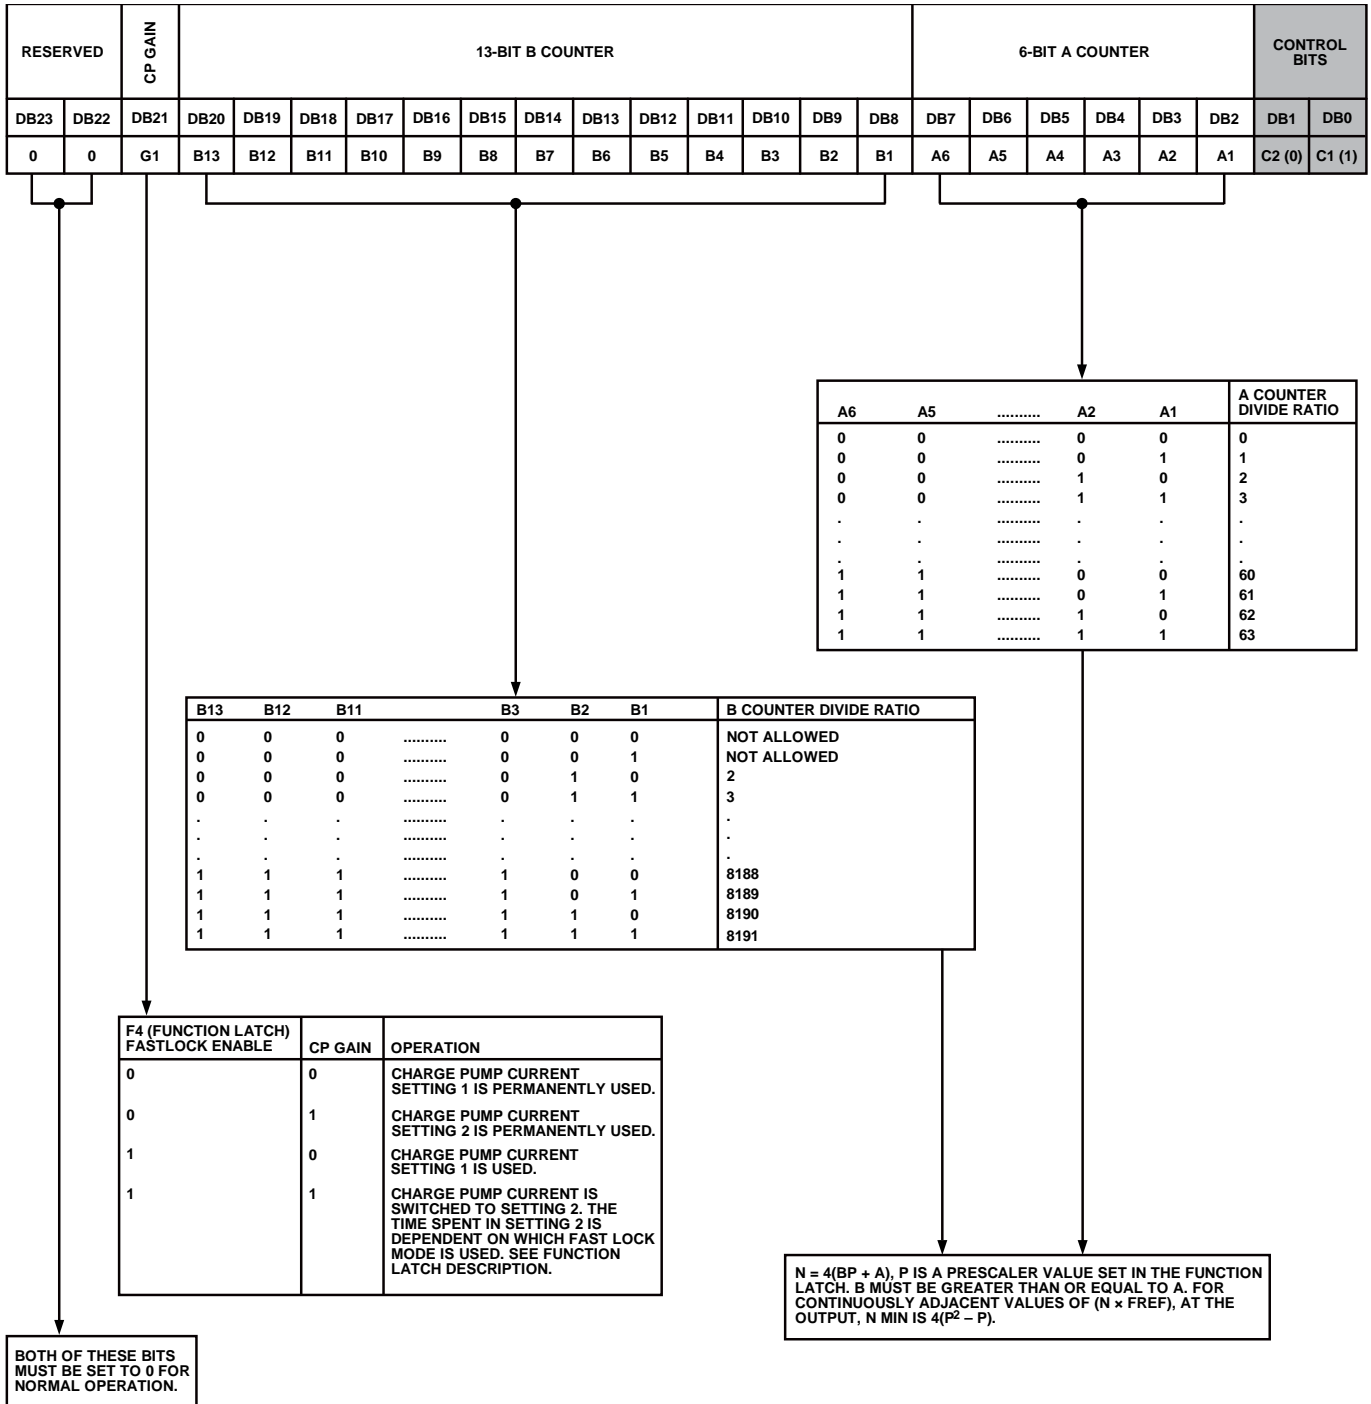 RESERVED
CP GAIN
13-BIT B COUNTER
6-BIT A COUNTER
CONTROL
BITS
DB23 DB22 DB21 DB20 DB19 DB18 DB17 DB16 DB15 DB14 DB13 DB12 DB11 DB10 DB9 DB8 DB7 DB6 DB5 DB4 DB3 DB2 DB1 DB0
0 0 G1 B13 B12 B11 B10 B9 B8 B7 B6 B5 B4 B3 B2 B1 A6 A5 A4 A3 A2 A1 C2 (0) C1 (1)
A6 A5 .......... A2 A1 A COUNTER
DIVIDE RATIO
0 0 .......... 0 0 0
0 0 .......... 0 1 1
0 0 .......... 1 0 2
0 0 .......... 1 1 3
. . .......... . . .
. . .......... . . .
. . .......... . . .
1 1 .......... 0 0 60
1 1 .......... 0 1 61
1 1 .......... 1 0 62
1 1 .......... 1 1 63
B13 B12 B11 B3 B2 B1 B COUNTER DIVIDE RATIO
0 0 0 .......... 0 0 0 NOT ALLOWED
0 0 0 .......... 0 0 1 NOT ALLOWED
0 0 0 .......... 0 1 0 2
0 0 0 .......... 0 1 1 3
. . . .......... . . . .
. . . .......... . . . .
. . . .......... . . . .
1 1 1 .......... 1 0 0 8188
1 1 1 .......... 1 0 1 8189
1 1 1 .......... 1 1 0 8190
1 1 1 .......... 1 1 1 8191
F4 (FUNCTION LATCH)
FASTLOCK ENABLE CP GAIN OPERATION
0 0 CHARGE PUMP CURRENT
SETTING 1 IS PERMANENTLY USED.
0 1 CHARGE PUMP CURRENT
SETTING 2 IS PERMANENTLY USED.
1 0 CHARGE PUMP CURRENT
SETTING 1 IS USED.
1 1 CHARGE PUMP CURRENT IS
SWITCHED TO SETTING 2. THE
TIME SPENT IN SETTING 2 IS
DEPENDENT ON WHICH FAST LOCK
MODE IS USED. SEE FUNCTION
LATCH DESCRIPTION.
N = 4(BP + A), P IS A PRESCALER VALUE SET IN THE FUNCTION
LATCH. B MUST BE GREATER THAN OR EQUAL TO A. FOR
CONTINUOUSLY ADJACENT VALUES OF (N × FREF), AT THE
OUTPUT, N MIN IS 4(P² – P).
BOTH OF THESE BITS
MUST BE SET TO 0 FOR
NORMAL OPERATION.